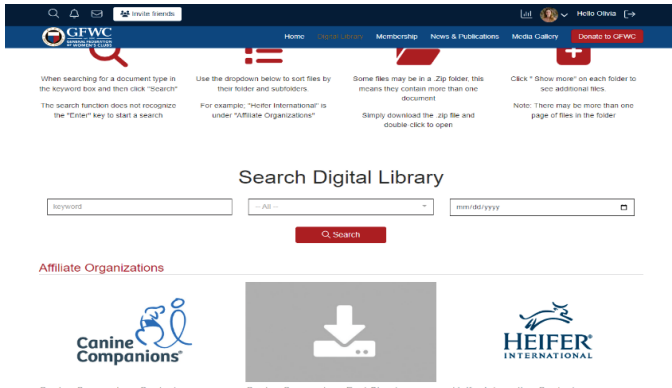 Invite friends
Hello Olivia
GFWC
GENERAL FEDERATION
OF WOMEN'S CLUBS
Home
Digital Library
Membership
News & Publications
Media Gallery
Donate to GFWC
When searching for a document type in
the keyword box and then click "Search"
The search function does not recognize
the "Enter" key to start a search
Use the dropdown below to sort files by
their folder and subfolders.
For example; "Heifer International" is
under "Affiliate Organizations"
Some files may be in a .Zip folder, this
means they contain more than one
document
Simply download the .zip file and
double-click to open
Click " Show more" on each folder to
see additional files.
Note: There may be more than one
page of files in the folder
Search Digital Library
keyword
-- All --
mm/dd/yyyy
Search
Affiliate Organizations
Canine
Companions®
HEIFER
INTERNATIONAL